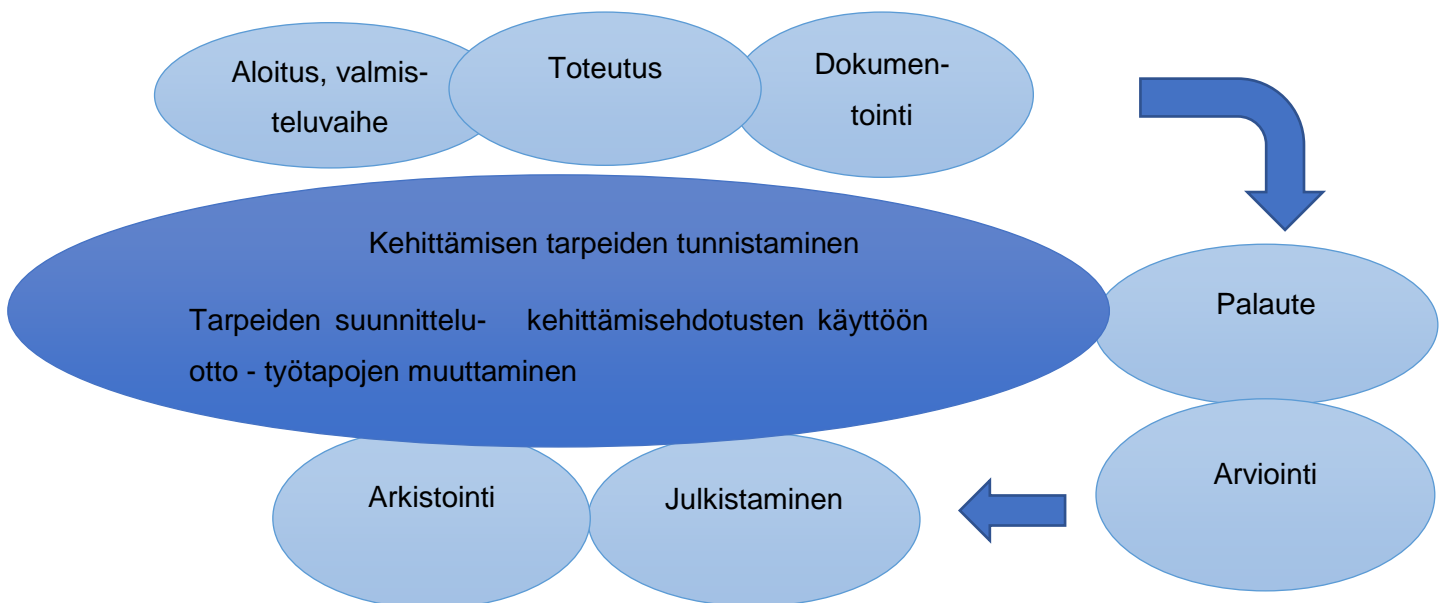 Aloitus, valmis-
teluvaihe
Toteutus
Dokumen-
tointi
Kehittämisen tarpeiden tunnistaminen
Tarpeiden suunnittelu- kehittämisehdotusten käyttöön
otto - työtapojen muuttaminen
Palaute
Arviointi
Julkistaminen
Arkistointi